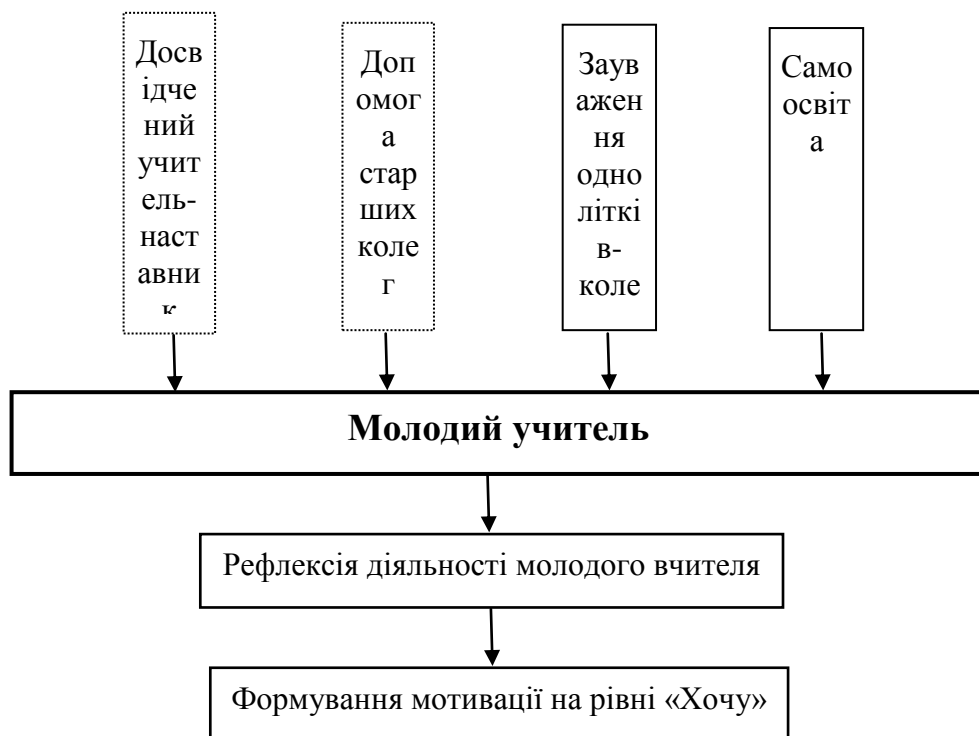 Досв
ідче
ний
учит
ель-
наст
авни
к
Доп
омог
а
стар
ших
коле
г
Заув
ажен
ня
одно
літкі
в-
коле
Само
освіт
а
Молодий учитель
Рефлексія діяльності молодого вчителя
Формування мотивації на рівні «Хочу»